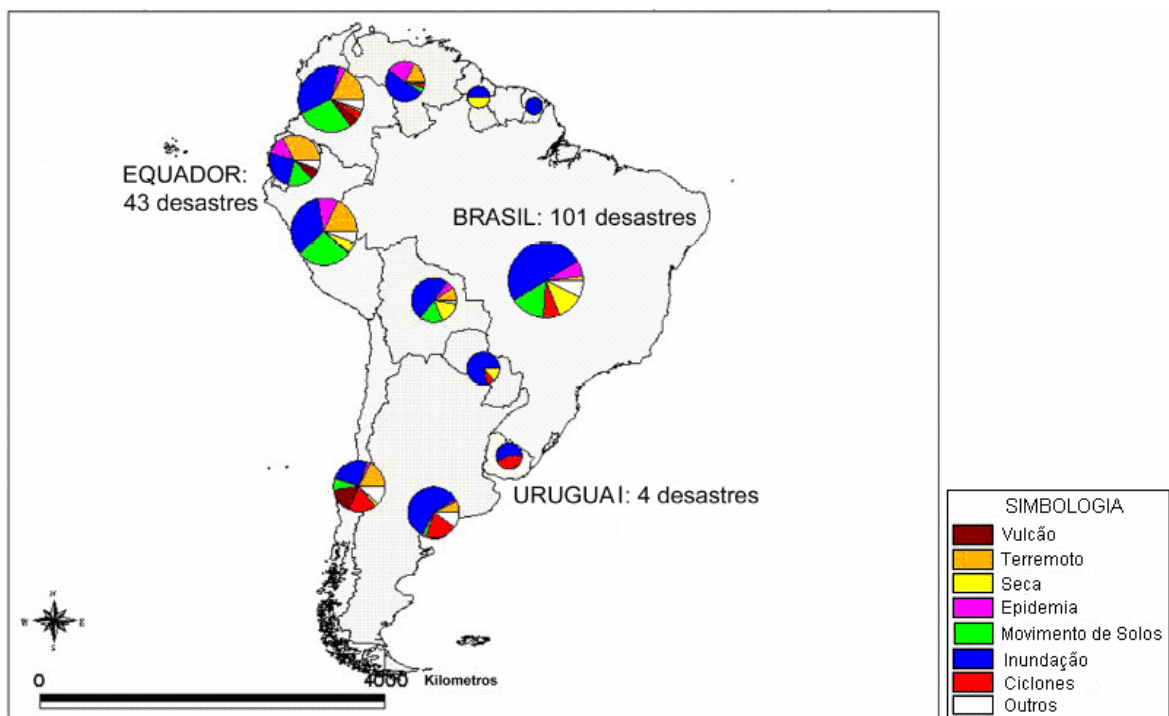 EQUADOR:
43 desastres
BRASIL: 101 desastres
URUGUAI: 4 desastres
N
W
E
S
0
4000
Kilometros
SIMBOLOGIA
Vulcão
Terremoto
Seca
Epidemia
Movimento de Solos
Inundação
Ciclones
Outros